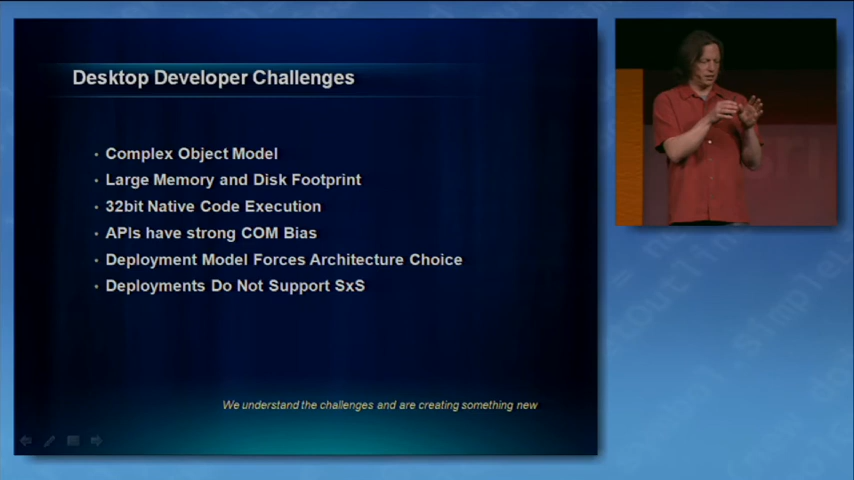 Desktop Developer Challenges
Complex Object Model
Large Memory and Disk Footprint
32bit Native Code Execution
APIs have strong COM Bias
Deployment Model Forces Architecture Choice
Deployments Do Not Support SxS
We understand the challenges and are creating something new